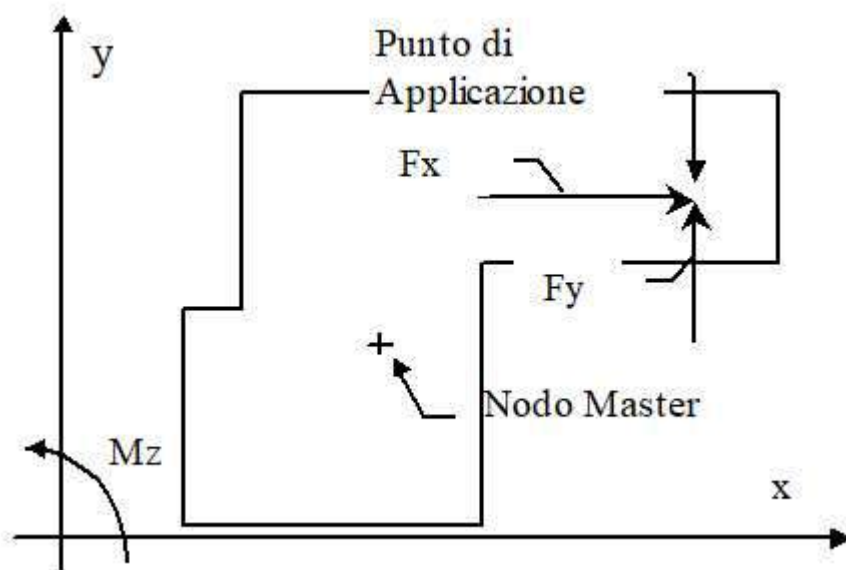 y
Punto di
Applicazione
Fx
Fy
Nodo Master
Mz
x